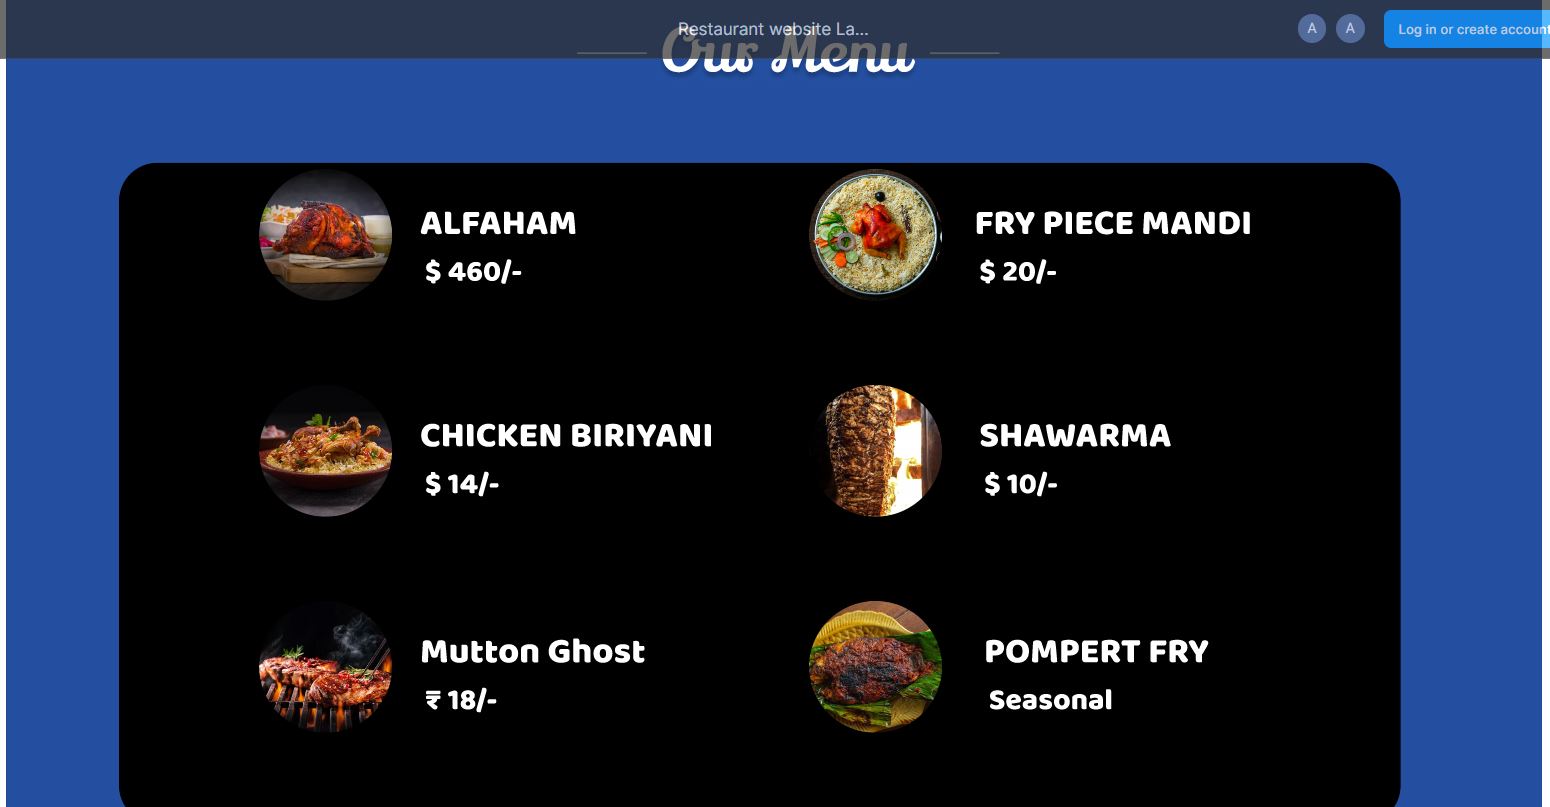 Restaurant website La...
A
A
Log in or create account
Our Menu
ALFAHAM
$ 460/-
FRY PIECE MANDI
$ 20/-
CHICKEN BIRIYANI
$ 14/-
SHAWARMA
$ 10/-
Mutton Ghost
₹ 18/-
POMPERT FRY
Seasonal